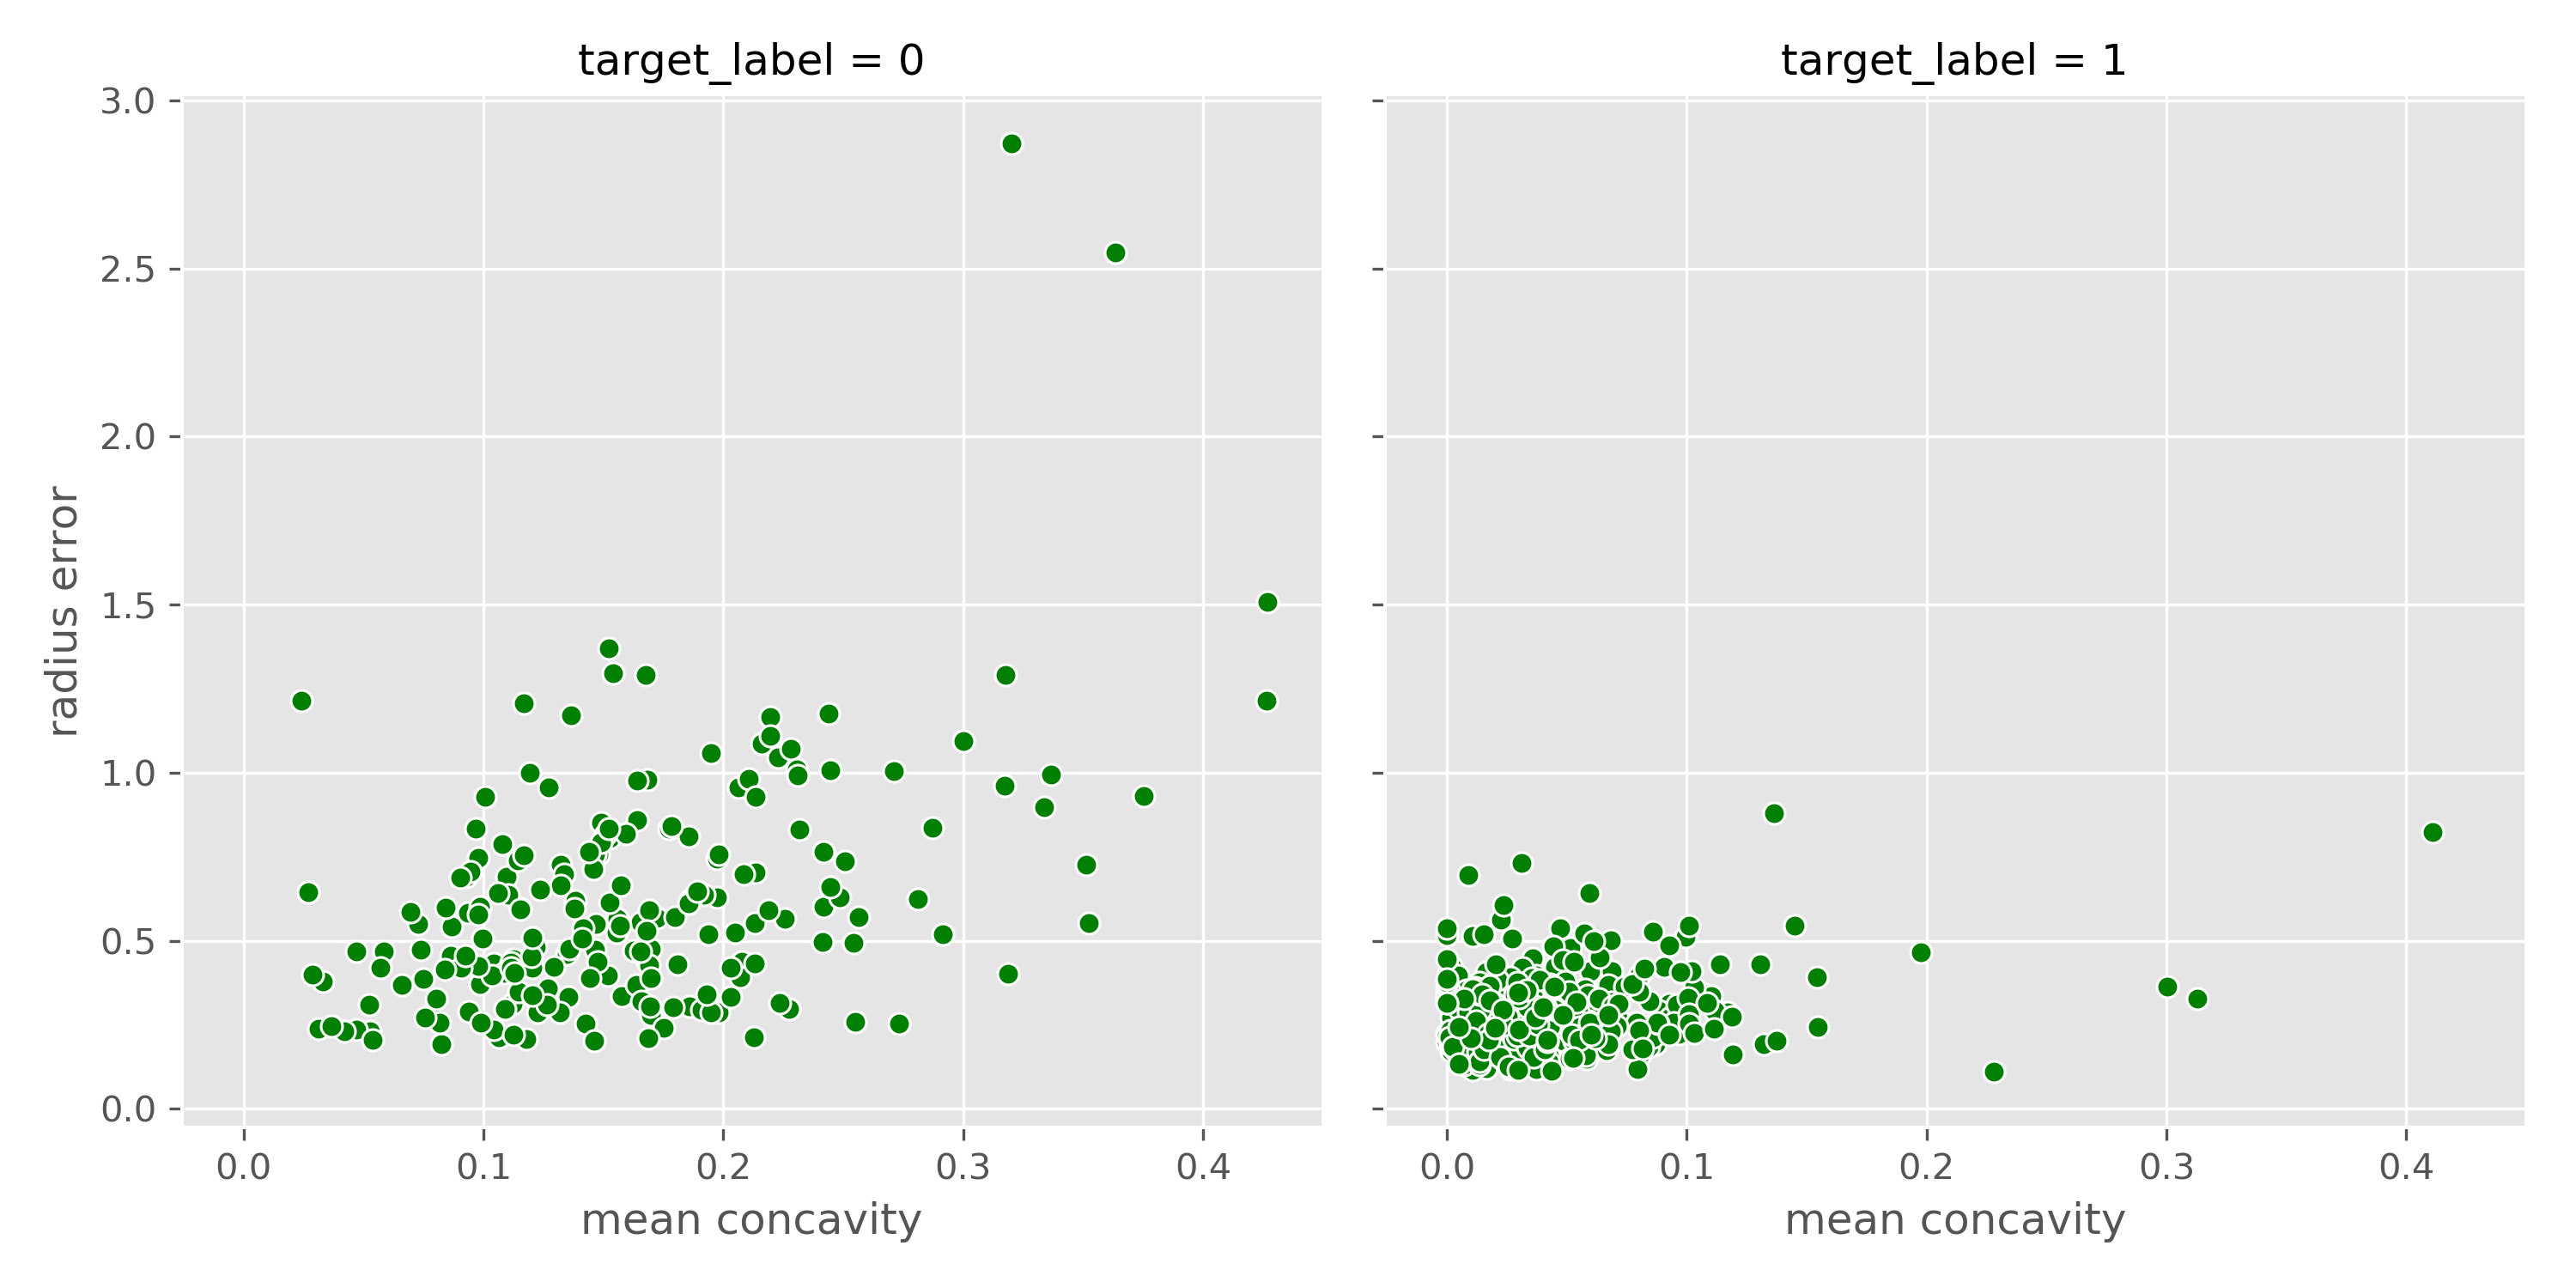 target_label = 0
target_label = 1
3.0
2.5
2.0
1.5
1.0
0.5
0.0
radius error
0.0 0.1 0.2 0.3 0.4
0.0 0.1 0.2 0.3 0.4
mean concavity
mean concavity